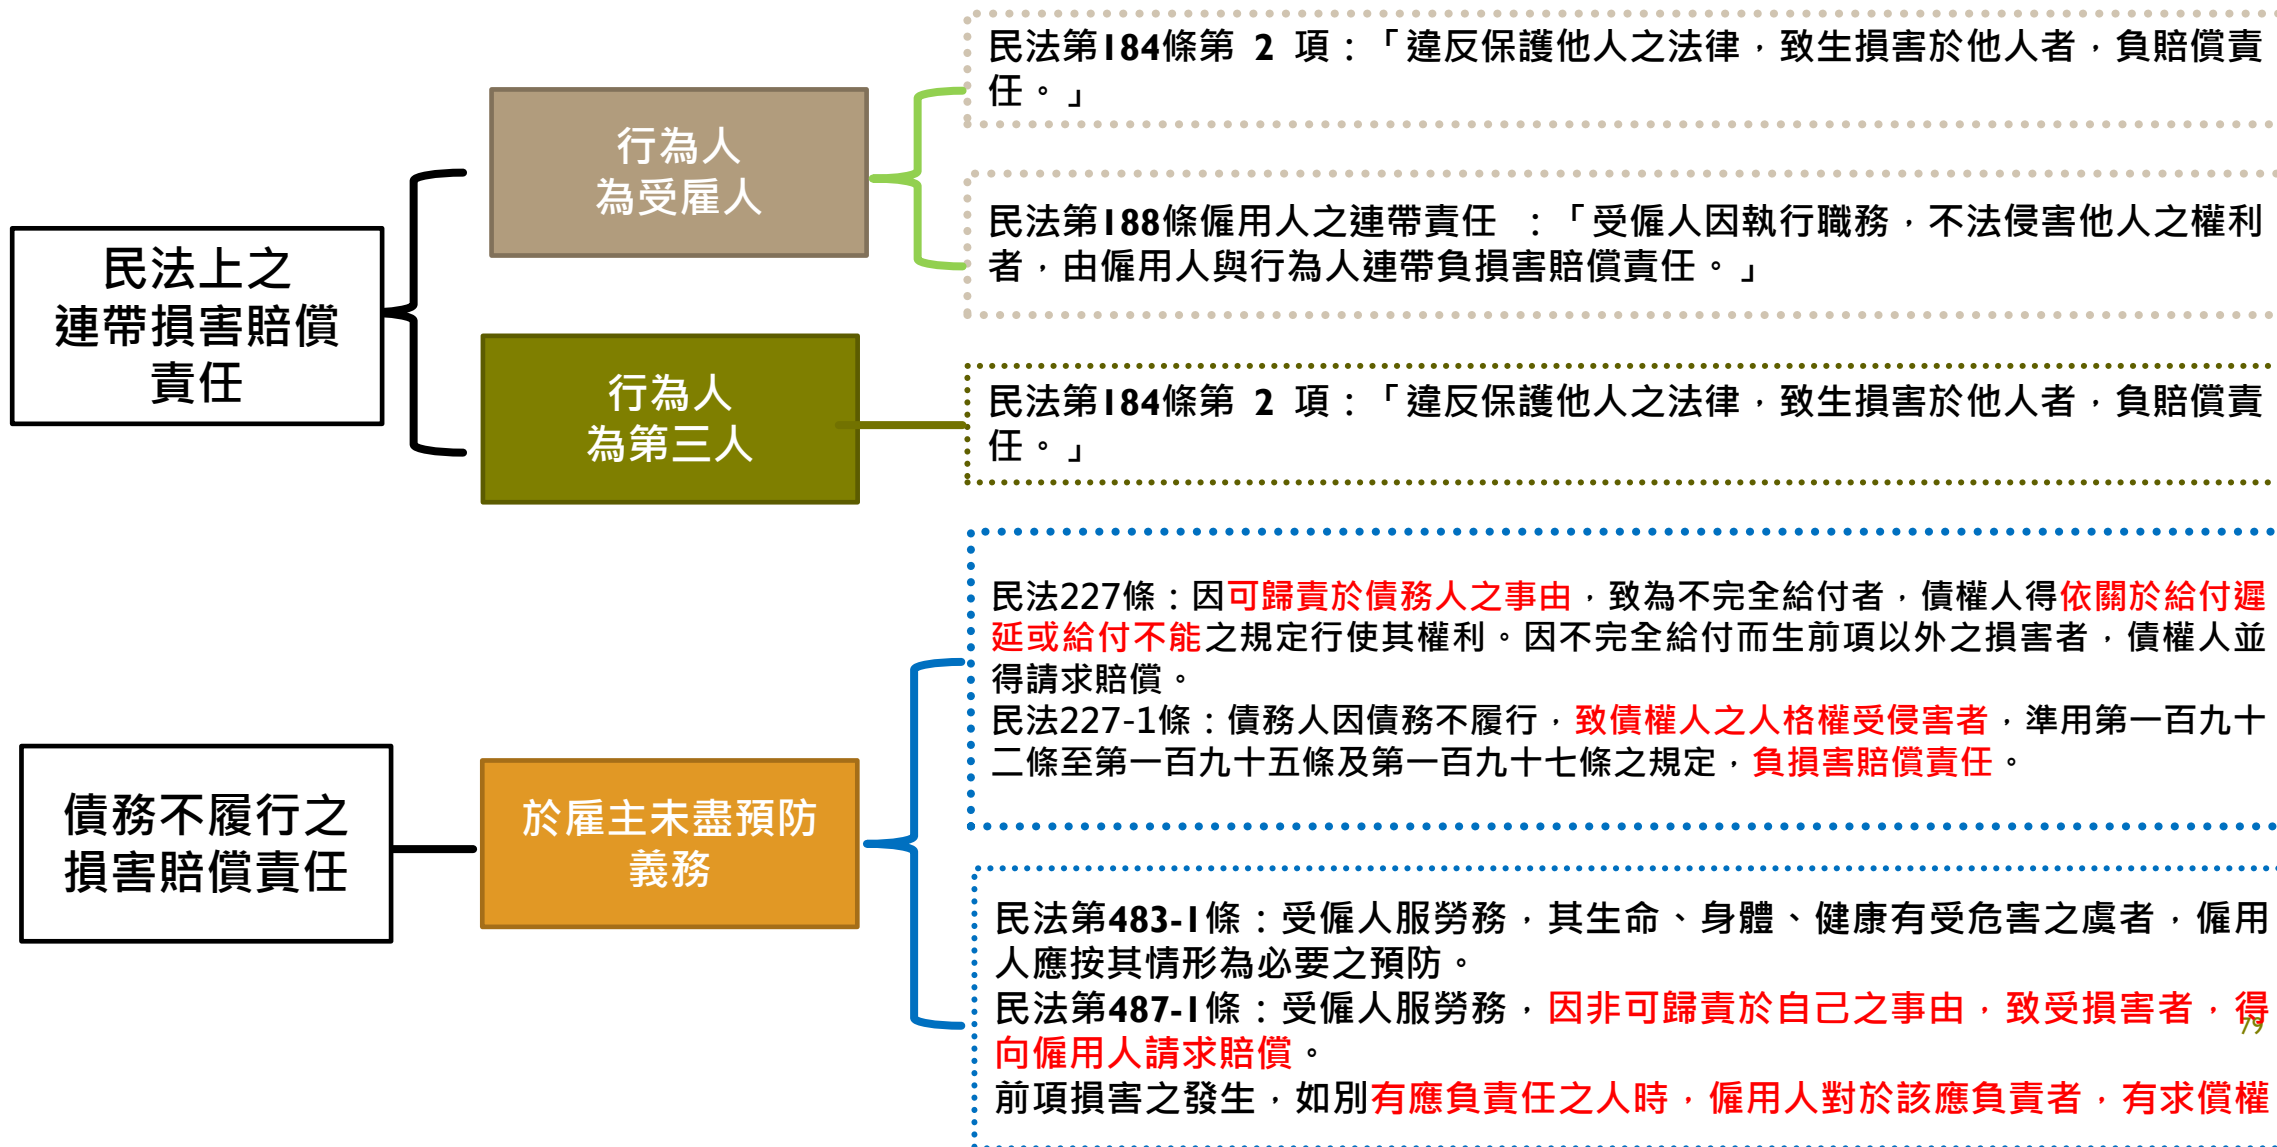 民法上之
連帶損害賠償
責任
行為人
為受雇人
民法第184條第 2 項：「違反保護他人之法律，致生損害於他人者，負賠償責
任。」
民法第188條僱用人之連帶責任 ：「受僱人因執行職務，不法侵害他人之權利
者，由僱用人與行為人連帶負損害賠償責任。」
行為人
為第三人
民法第184條第 2 項：「違反保護他人之法律，致生損害於他人者，負賠償責
任。」
債務不履行之
損害賠償責任
於雇主未盡預防
義務
民法227條：因可歸責於債務人之事由，致為不完全給付者，債權人得依關於給付遲
延或給付不能之規定行使其權利。因不完全給付而生前項以外之損害者，債權人並
得請求賠償。
民法227-1條：債務人因債務不履行，致債權人之人格權受侵害者，準用第一百九十
二條至第一百九十五條及第一百九十七條之規定，負損害賠償責任。
民法第483-1條：受僱人服勞務，其生命、身體、健康有受危害之虞者，僱用
人應按其情形為必要之預防。
民法第487-1條：受僱人服勞務，因非可歸責於自己之事由，致受損害者，得
向僱用人請求賠償。
前項損害之發生，如別有應負責任之人時，僱用人對於該應負責者，有求償權
79